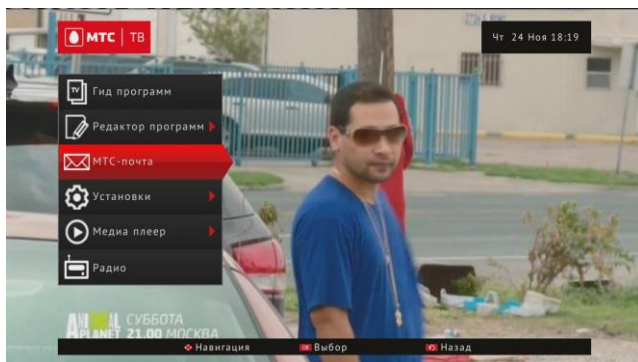 МТС ТВ
Чт 24 Ноя 18:19
TV
Гид программ
Редактор программ
МТС-почта
Установки
Медиа плеер
Радио
ANIMAL
PLANET
СУББОТА
21.00 МОСКВА
Навигация
OK Выбор
Назад